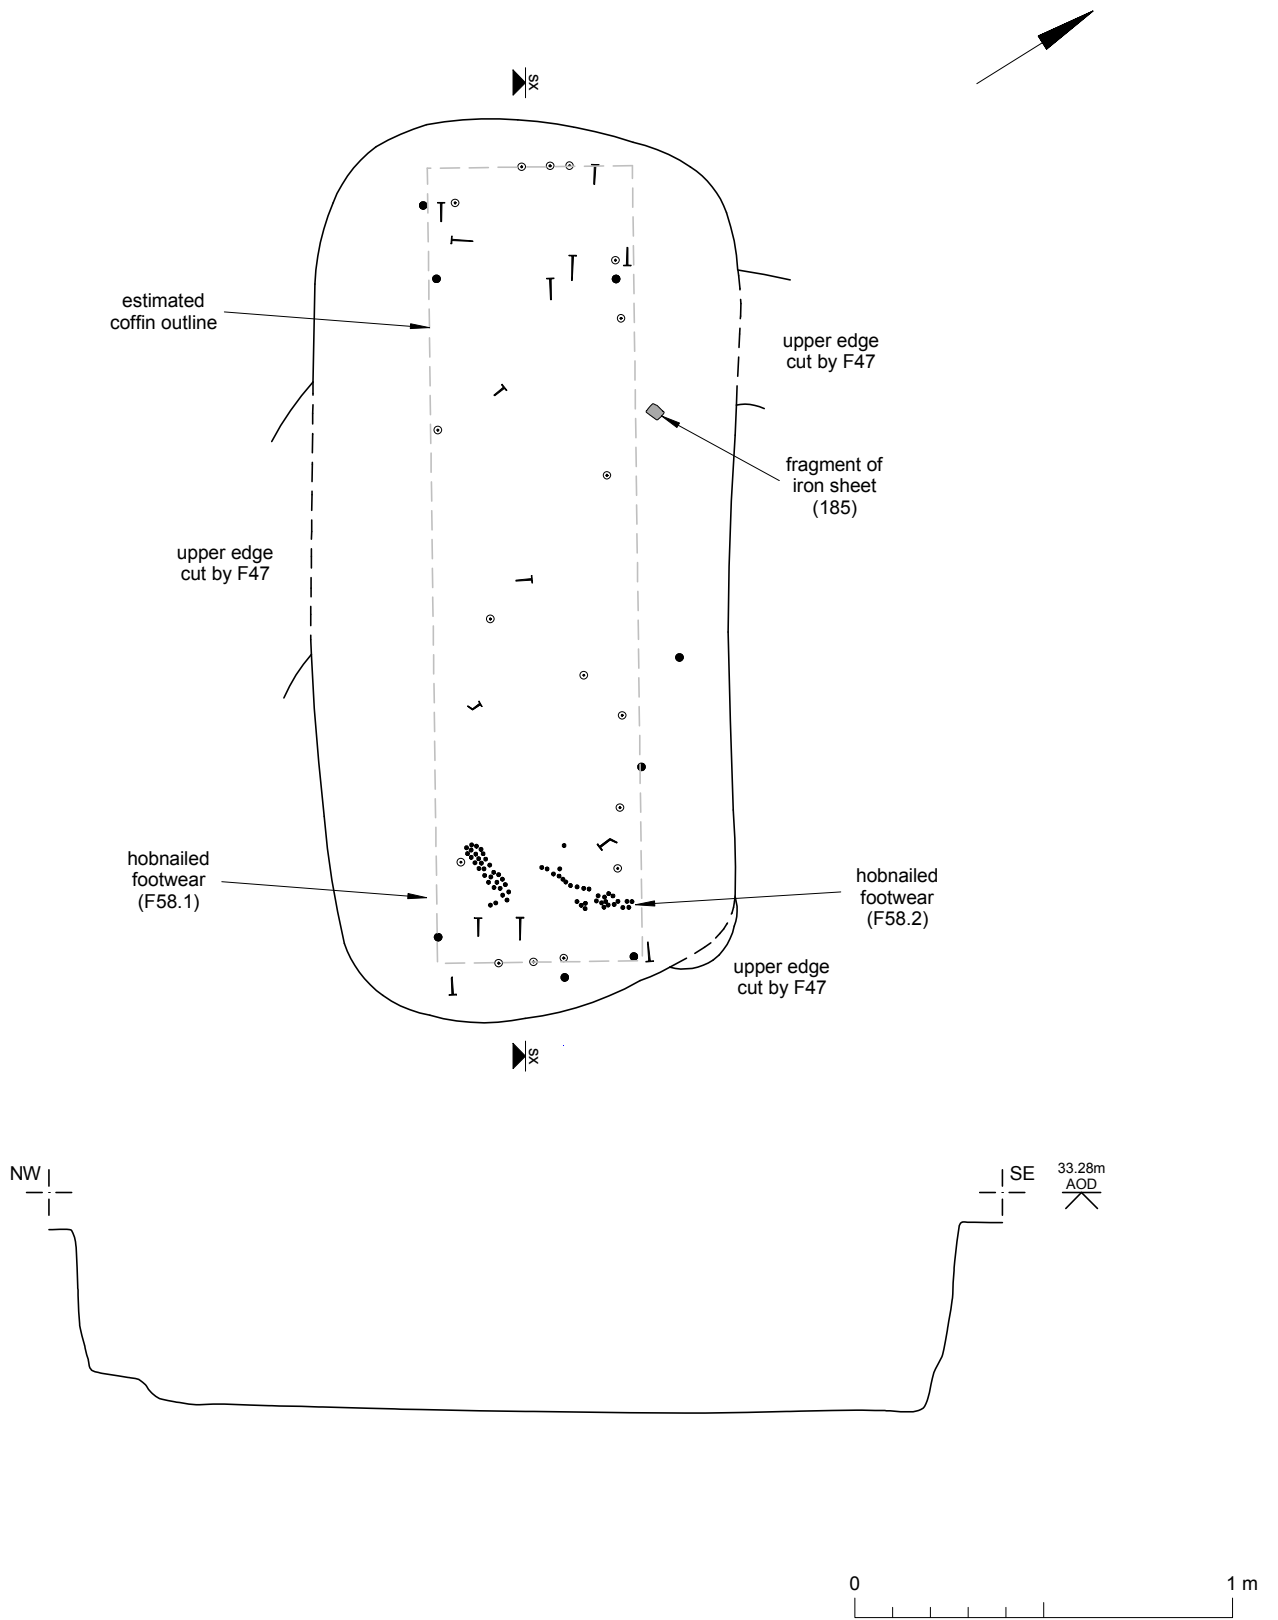 SX
estimated
coffin outline
upper edge
cut by F47
fragment of
iron sheet
(185)
upper edge
cut by F47
hobnailed
footwear
(F58.1)
hobnailed
footwear
(F58.2)
upper edge
cut by F47
SX
NW
SE
33.28m
AOD
0
1 m